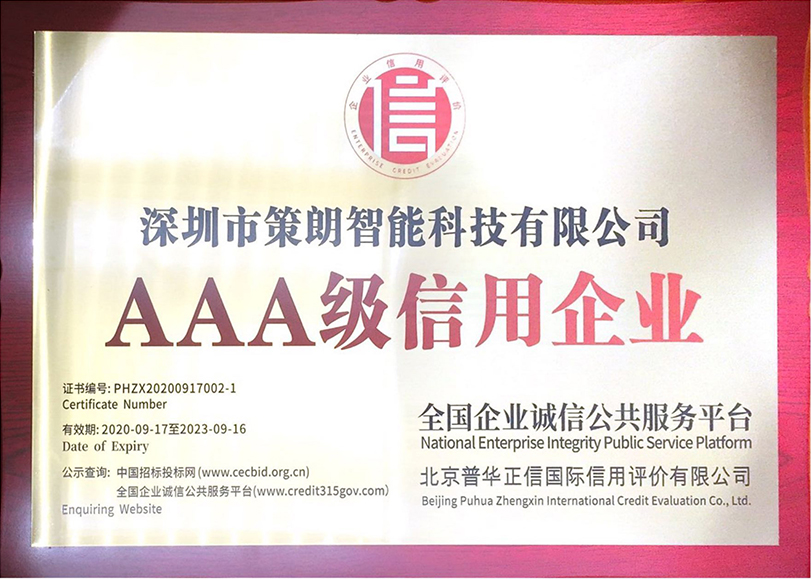 企业信用评价
ENTERPRISE CREDIT EVALUATION
信
深圳市策朗智能科技有限公司
AAA级信用企业
证书编号: PHZX20200917002-1
Certificate Number
有效期: 2020-09-17至2023-09-16
Date of Expiry
公示查询: 中国招标投标网(www.cecbid.org.cn)
全国企业诚信公共服务平台(www.credit315gov.com)
Enquiring Website
全国企业诚信公共服务平台
National Enterprise Integrity Public Service Platform
北京普华正信国际信用评价有限公司
Beijing Puhua Zhengxin International Credit Evaluation Co., Ltd.